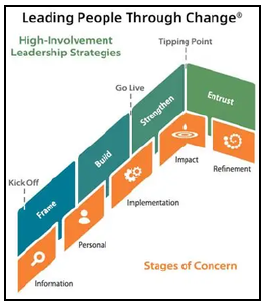 Leading People Through Change®
High-Involvement
Leadership Strategies
Tipping Point
Go Live
Kick Off
Frame
Build
Strengthen
Entrust
Information
Personal
Implementation
Impact
Refinement
Stages of Concern